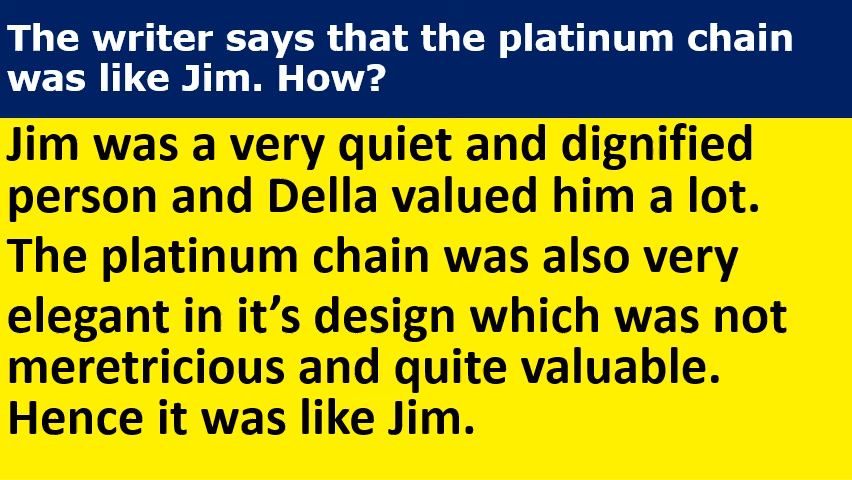 The writer says that the platinum chain
was like Jim. How?
Jim was a very quiet and dignified
person and Della valued him a lot.
The platinum chain was also very
elegant in it’s design which was not
meretricious and quite valuable.
Hence it was like Jim.